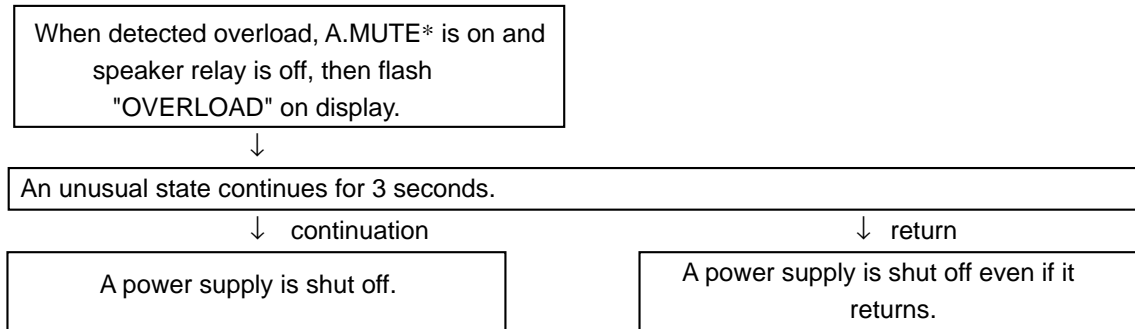 When detected overload, A.MUTE* is on and
speaker relay is off, then flash
"OVERLOAD" on display.
↓
An unusual state continues for 3 seconds.
↓ continuation
↓ return
A power supply is shut off.
A power supply is shut off even if it
returns.